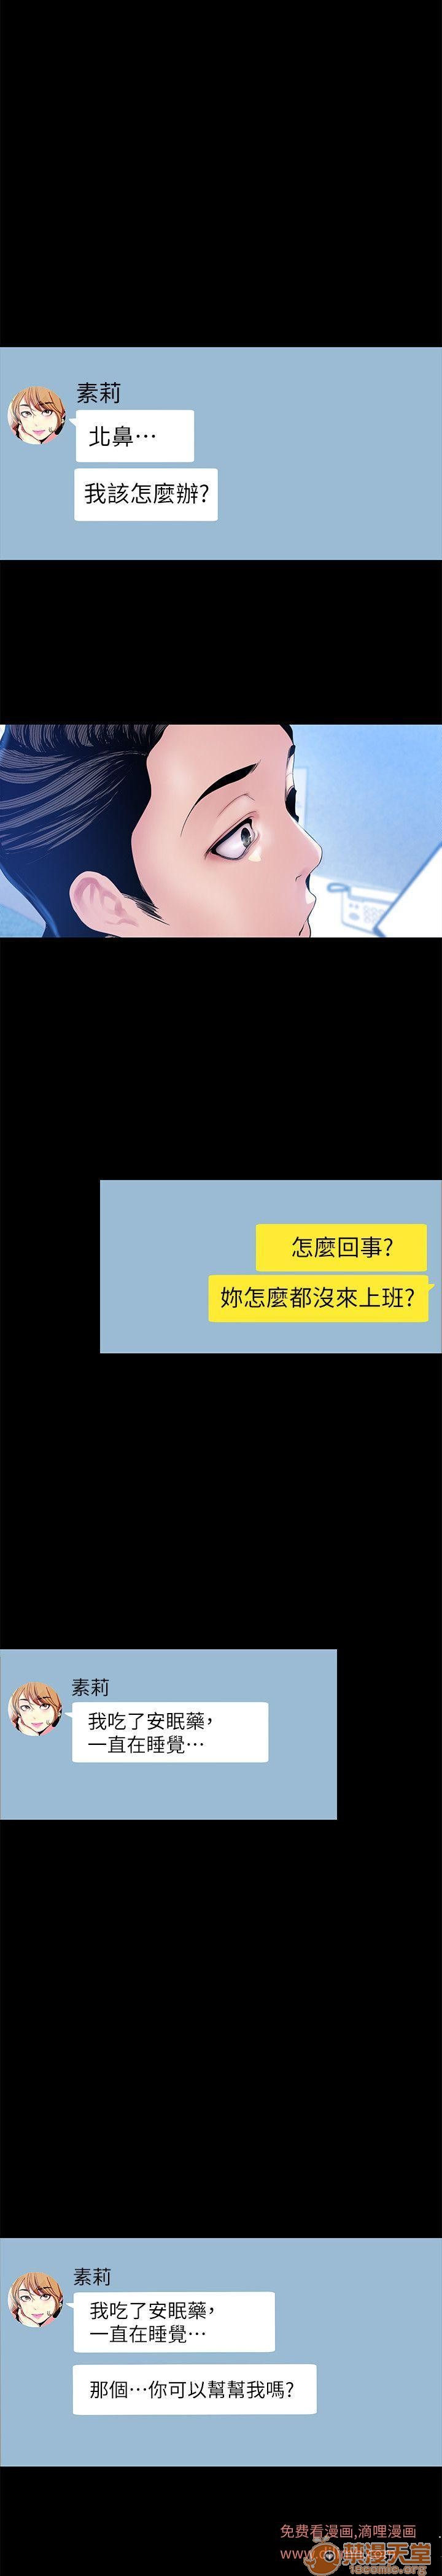 素莉
北鼻…
我該怎麼辦?
怎麼回事?
妳怎麼都沒來上班?
素莉
我吃了安眠藥,
一直在睡覺…
素莉
我吃了安眠藥,
一直在睡覺…
那個…你可以幫幫我嗎?
免费看漫画,滴哩漫画
禁漫天堂
18comic.org